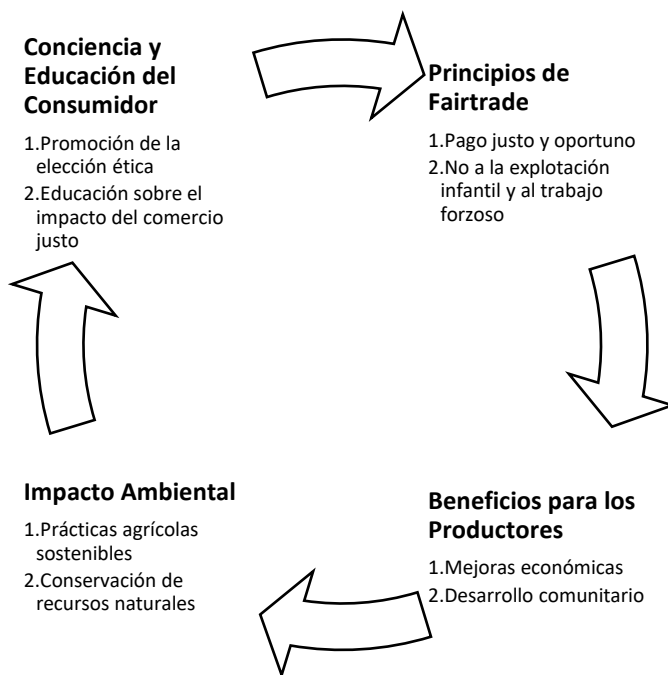 Conciencia y
Educación del
Consumidor
1.Promoción de la
elección ética
2.Educación sobre el
impacto del comercio
justo
Principios de
Fairtrade
1.Pago justo y oportuno
2.No a la explotación
infantil y al trabajo
forzoso
Beneficios para los
Productores
1.Mejoras económicas
2.Desarrollo comunitario
Impacto Ambiental
1.Prácticas agrícolas
sostenibles
2.Conservación de
recursos naturales